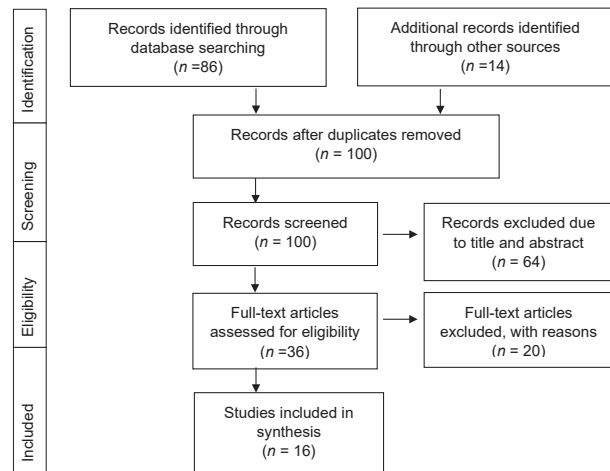 Identification
Records identified through
database searching
(n =86)
Additional records identified
through other sources
(n =14)
Screening
Records after duplicates removed
(n = 100)
Records screened
(n = 100)
Records excluded due
to title and abstract
(n = 64)
Eligibility
Full-text articles
assessed for eligibility
(n =36)
Full-text articles
excluded, with reasons
(n = 20)
Included
Studies included in
synthesis
(n = 16)